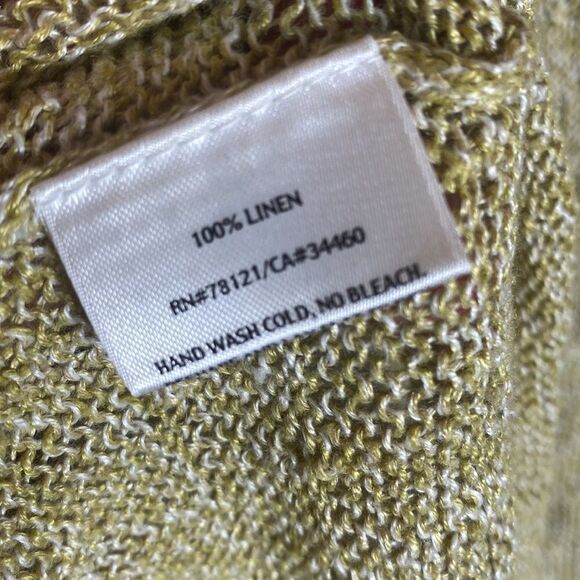 100% LINEN
RN#78121/CA#34460
HAND WASH COLD, NO BLEACH.